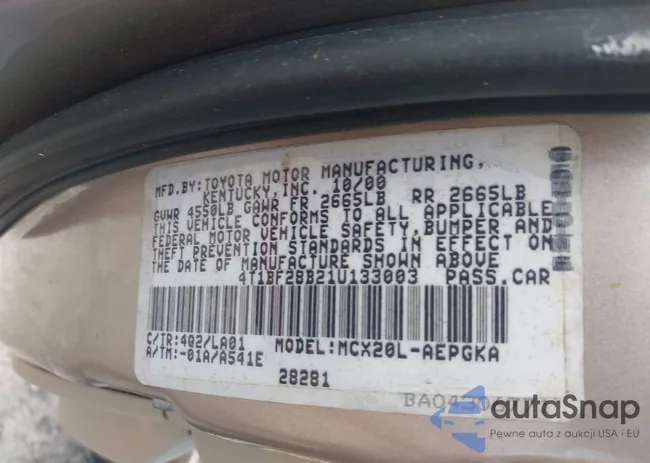 MFD.BY:TOYOTA MOTOR MANUFACTURING,
KENTUCKY,INC. 10/00
GVWR 4550LB GAWR FR 2665LB RR 2665LB
THIS VEHICLE CONFORMS TO ALL APPLICABLE
FEDERAL MOTOR VEHICLE SAFETY,BUMPER AND
THEFT PREVENTION STANDARDS IN EFFECT ON
THE DATE OF MANUFACTURE SHOWN ABOVE
4T1BF28B21U133003 PASS.CAR
C/TR:4Q2/LA01 MODEL:MCX20L-AEPGKA
A/TM:-01A/A541E
28281
autaSnap
Pewne auta z aukcji USA i EU